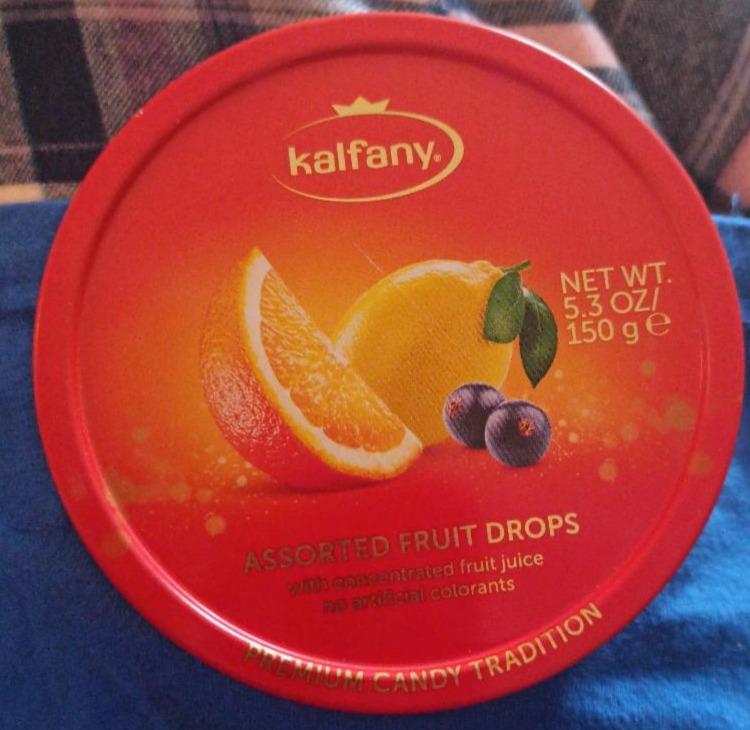 kalfany®
NET WT.
5.3 OZ/
150 g ℮
ASSORTED FRUIT DROPS
with concentrated fruit juice
no artificial colorants
PREMIUM CANDY TRADITION